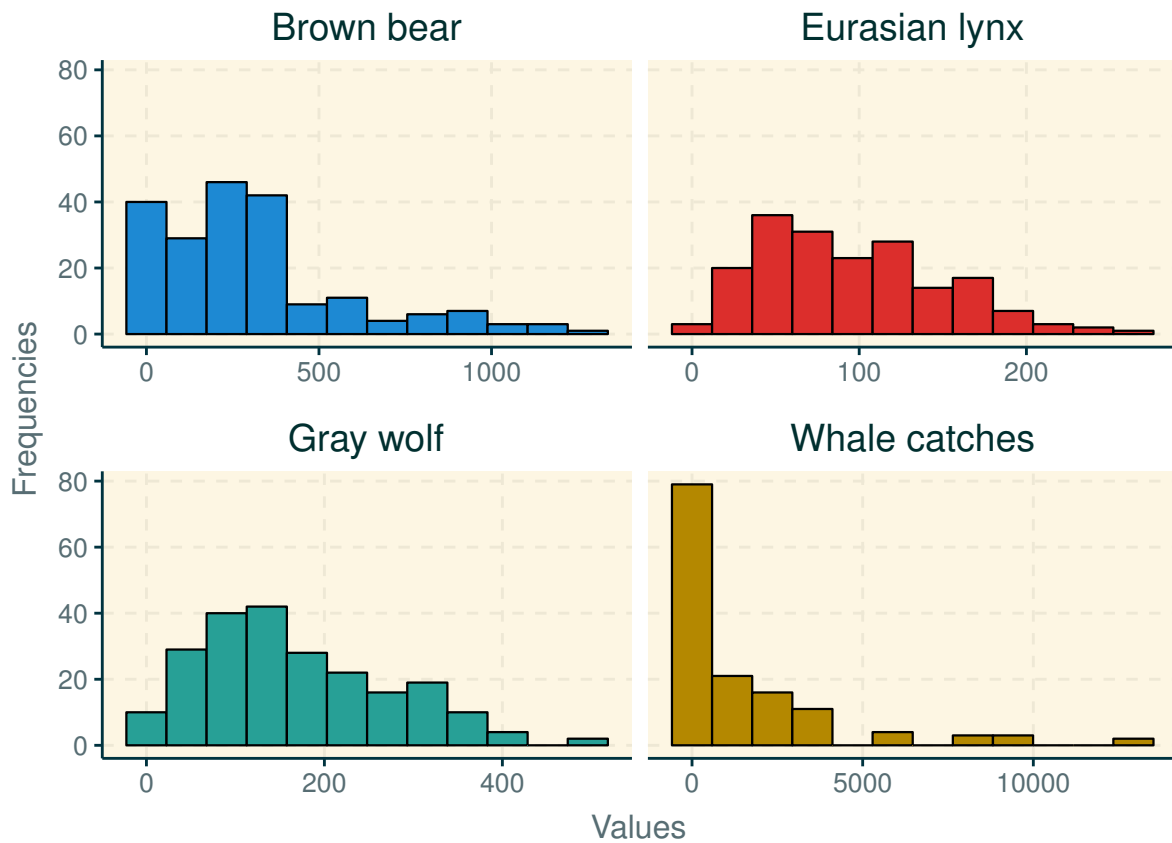 Brown bear
Eurasian lynx
80
60
40
20
0
0 500 1000
0 100 200
Frequencies
Gray wolf
Whale catches
80
60
40
20
0
0 200 400
0 5000 10000
Values